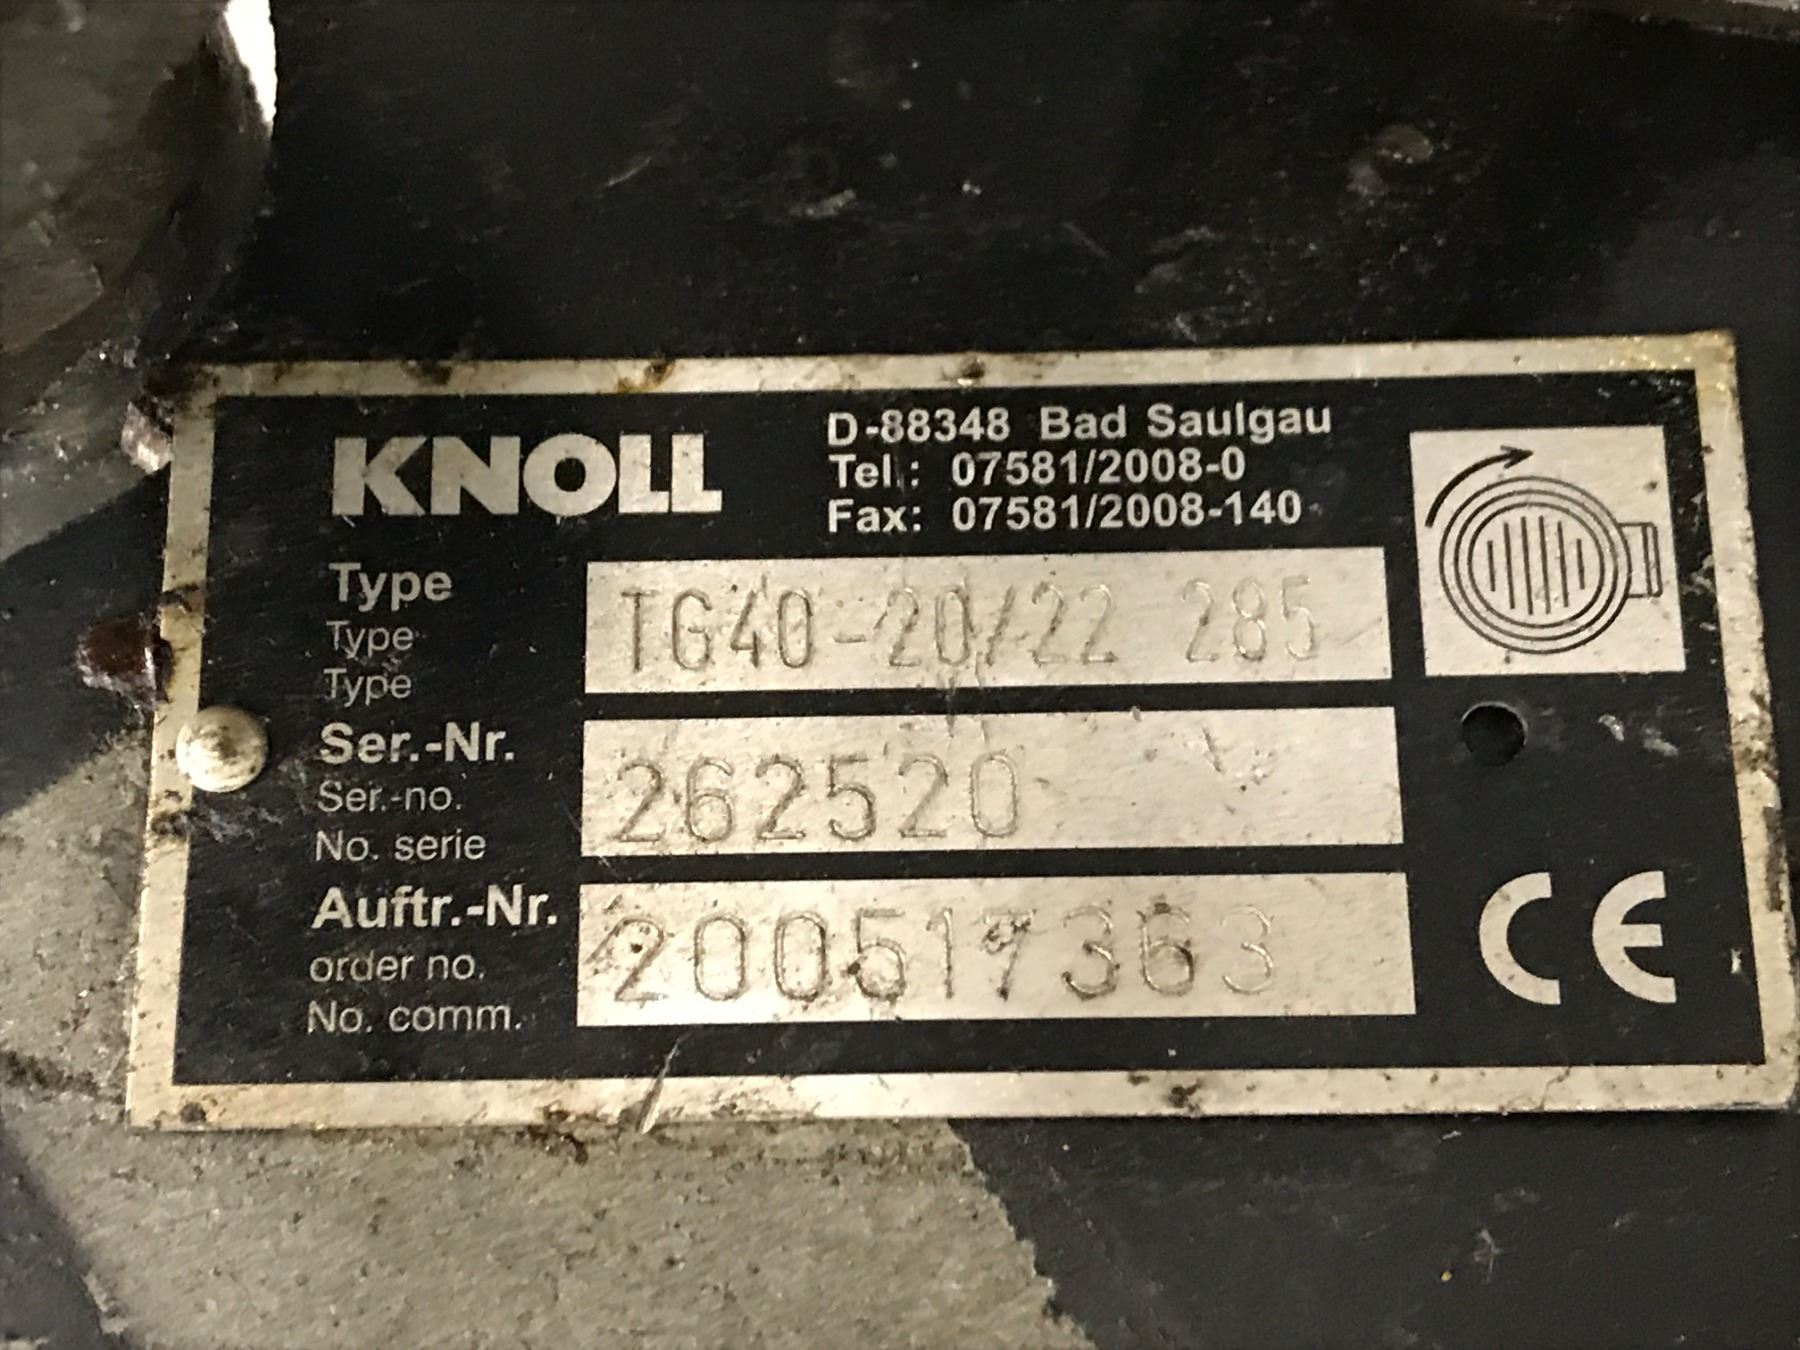 KNOLL
D-88348 Bad Saulgau
Tel.: 07581/2008-0
Fax: 07581/2008-140
Type TG40-20/22 285
Type
Type
Ser.-Nr. 262520
Ser.-no.
No. serie
Auftr.-Nr. 200517363
order no.
No. comm.
CE